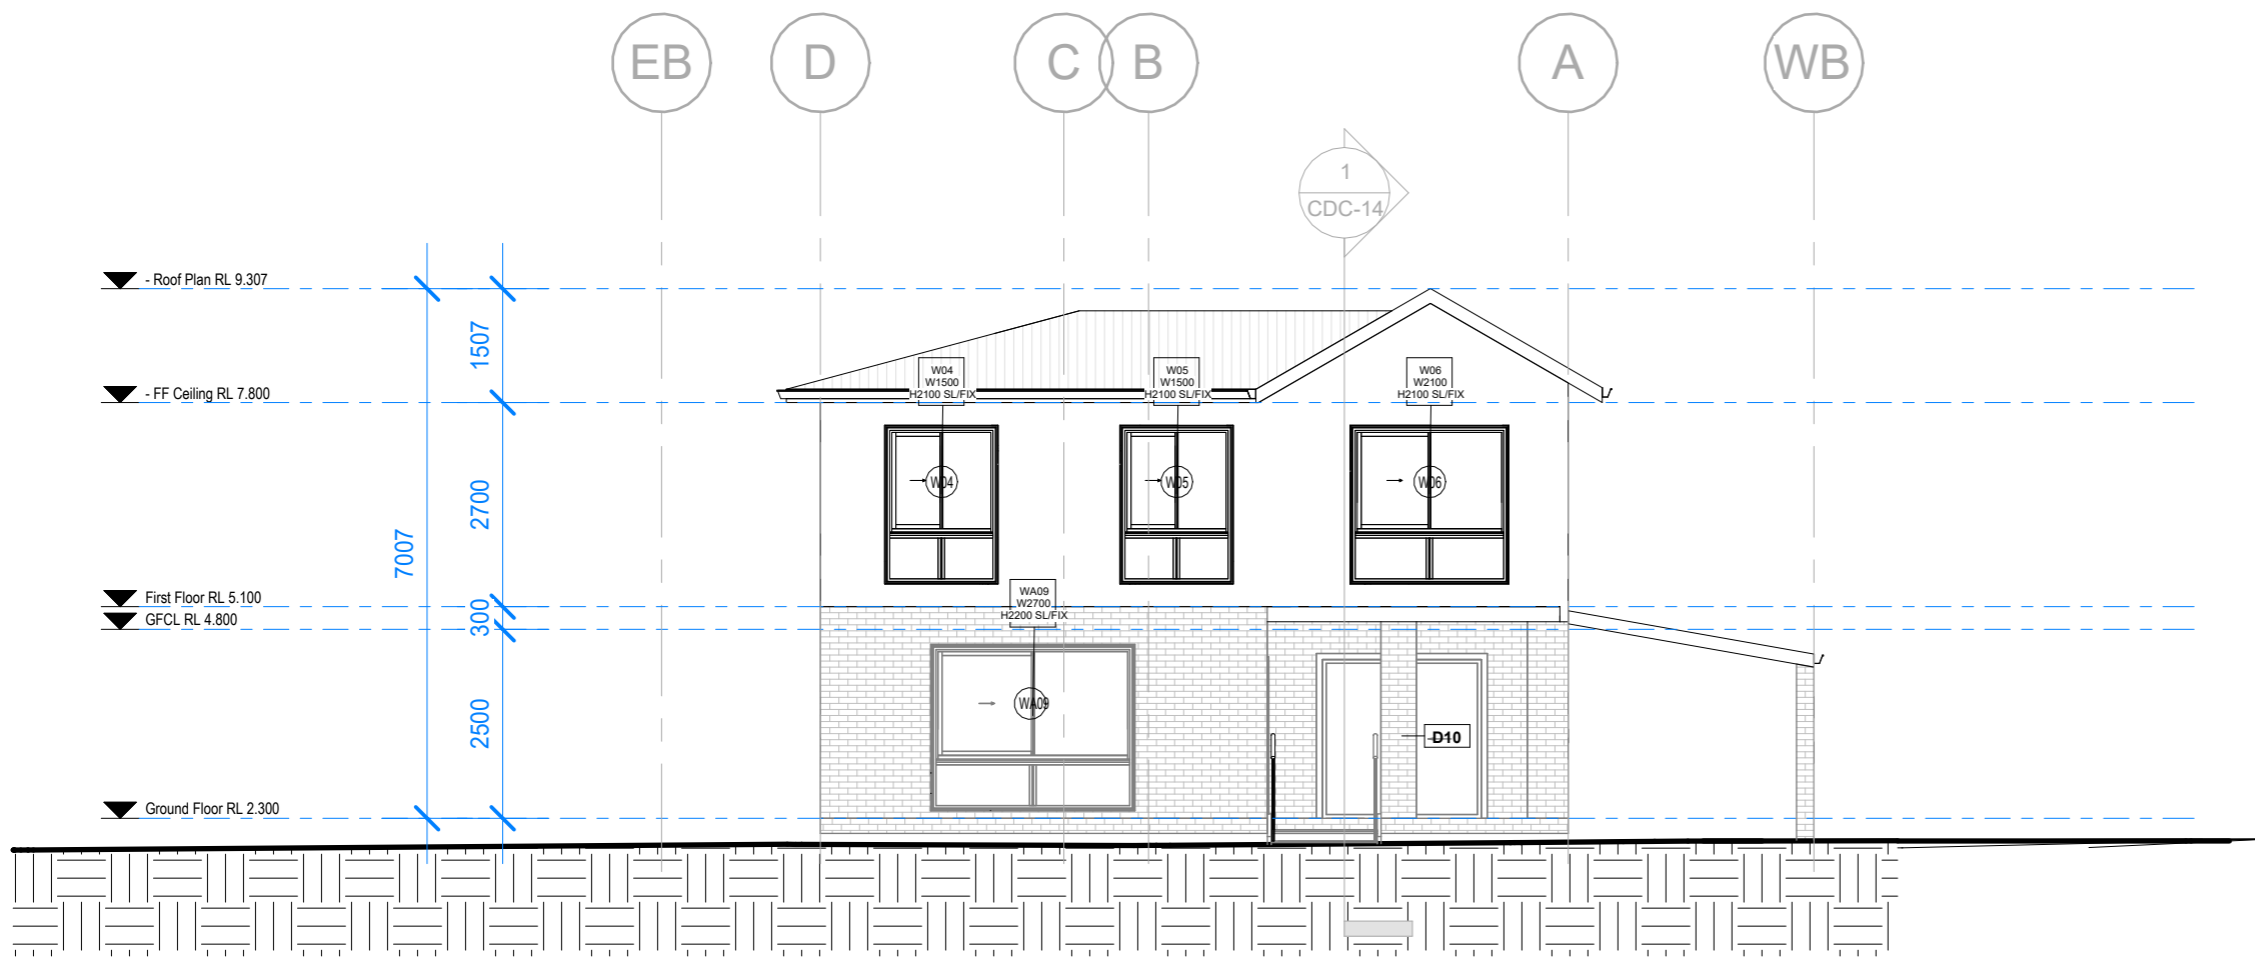 EB
D
C
B
A
WB
1
CDC-14
- Roof Plan RL 9.307
1507
- FF Ceiling RL 7.800
W04
W1500
H2100 SL/FIX
W05
W1500
H2100 SL/FIX
W06
W2100
H2100 SL/FIX
W04
W05
W06
2700
7007
First Floor RL 5.100
GFCL RL 4.800
300
WA09
W2700
H2200 SL/FIX
WA09
2500
D10
Ground Floor RL 2.300